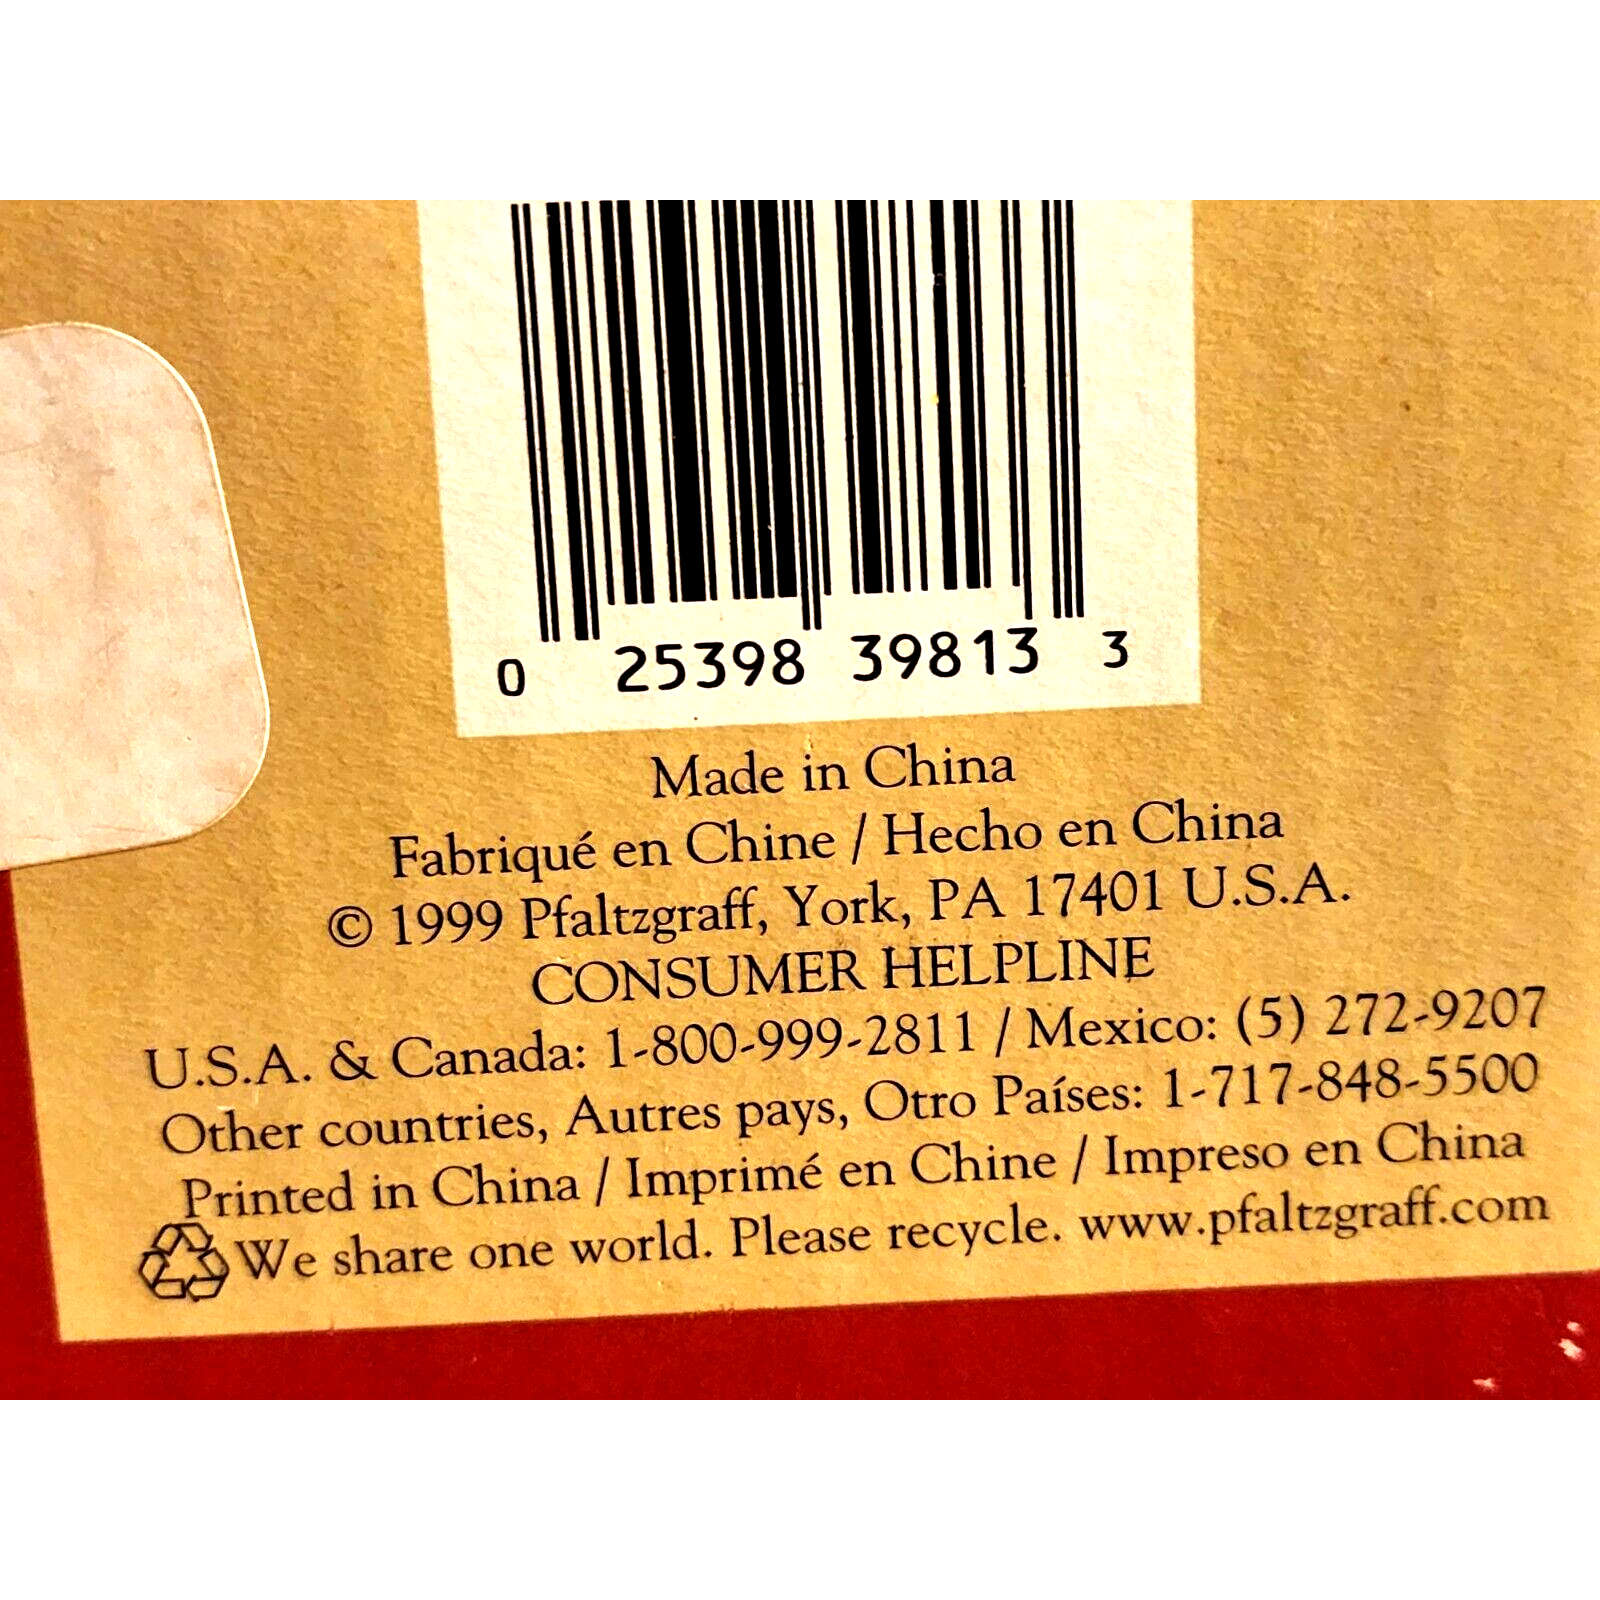 0 25398 39813 3
Made in China
Fabriqué en Chine / Hecho en China
© 1999 Pfaltzgraff, York, PA 17401 U.S.A.
CONSUMER HELPLINE
U.S.A. & Canada: 1-800-999-2811 / Mexico: (5) 272-9207
Other countries, Autres pays, Otro Países: 1-717-848-5500
Printed in China / Imprimé en Chine / Impreso en China
We share one world. Please recycle. www.pfaltzgraff.com